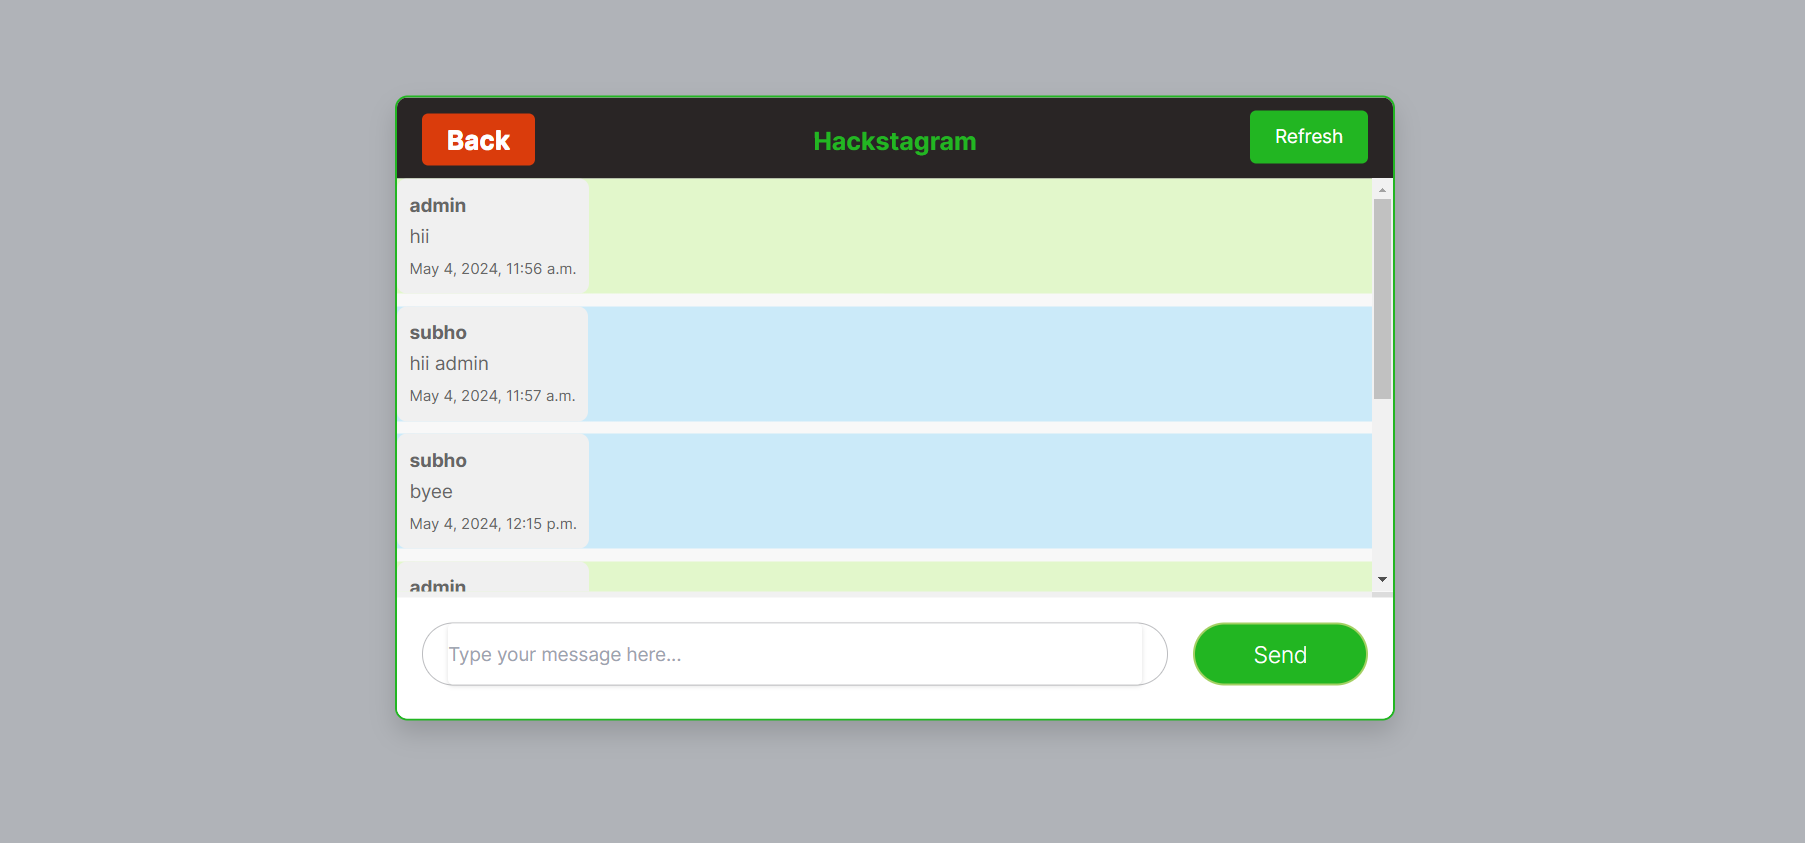 Back
Hackstagram
Refresh
admin
hii
May 4, 2024, 11:56 a.m.
subho
hii admin
May 4, 2024, 11:57 a.m.
subho
byee
May 4, 2024, 12:15 p.m.
admin
Type your message here...
Send